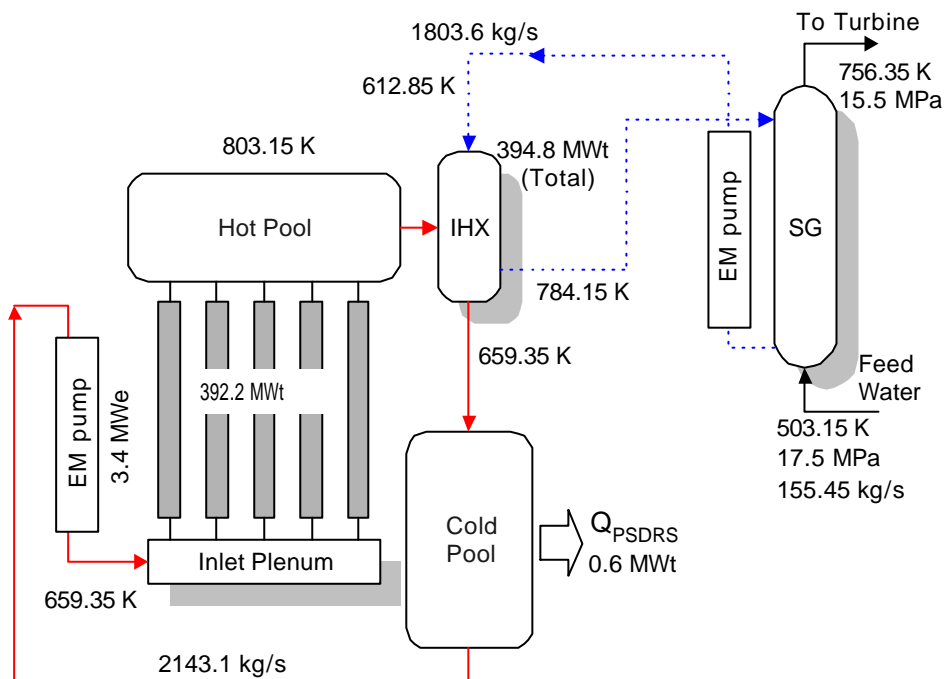 To Turbine
1803.6 kg/s
756.35 K
15.5 MPa
612.85 K
803.15 K
394.8 MWt
(Total)
Hot Pool
IHX
EM pump
SG
784.15 K
659.35 K
EM pump
3.4 MWe
392.2 MWt
Feed
Water
503.15 K
17.5 MPa
155.45 kg/s
Cold
Pool
QPSDRS
0.6 MWt
Inlet Plenum
659.35 K
2143.1 kg/s